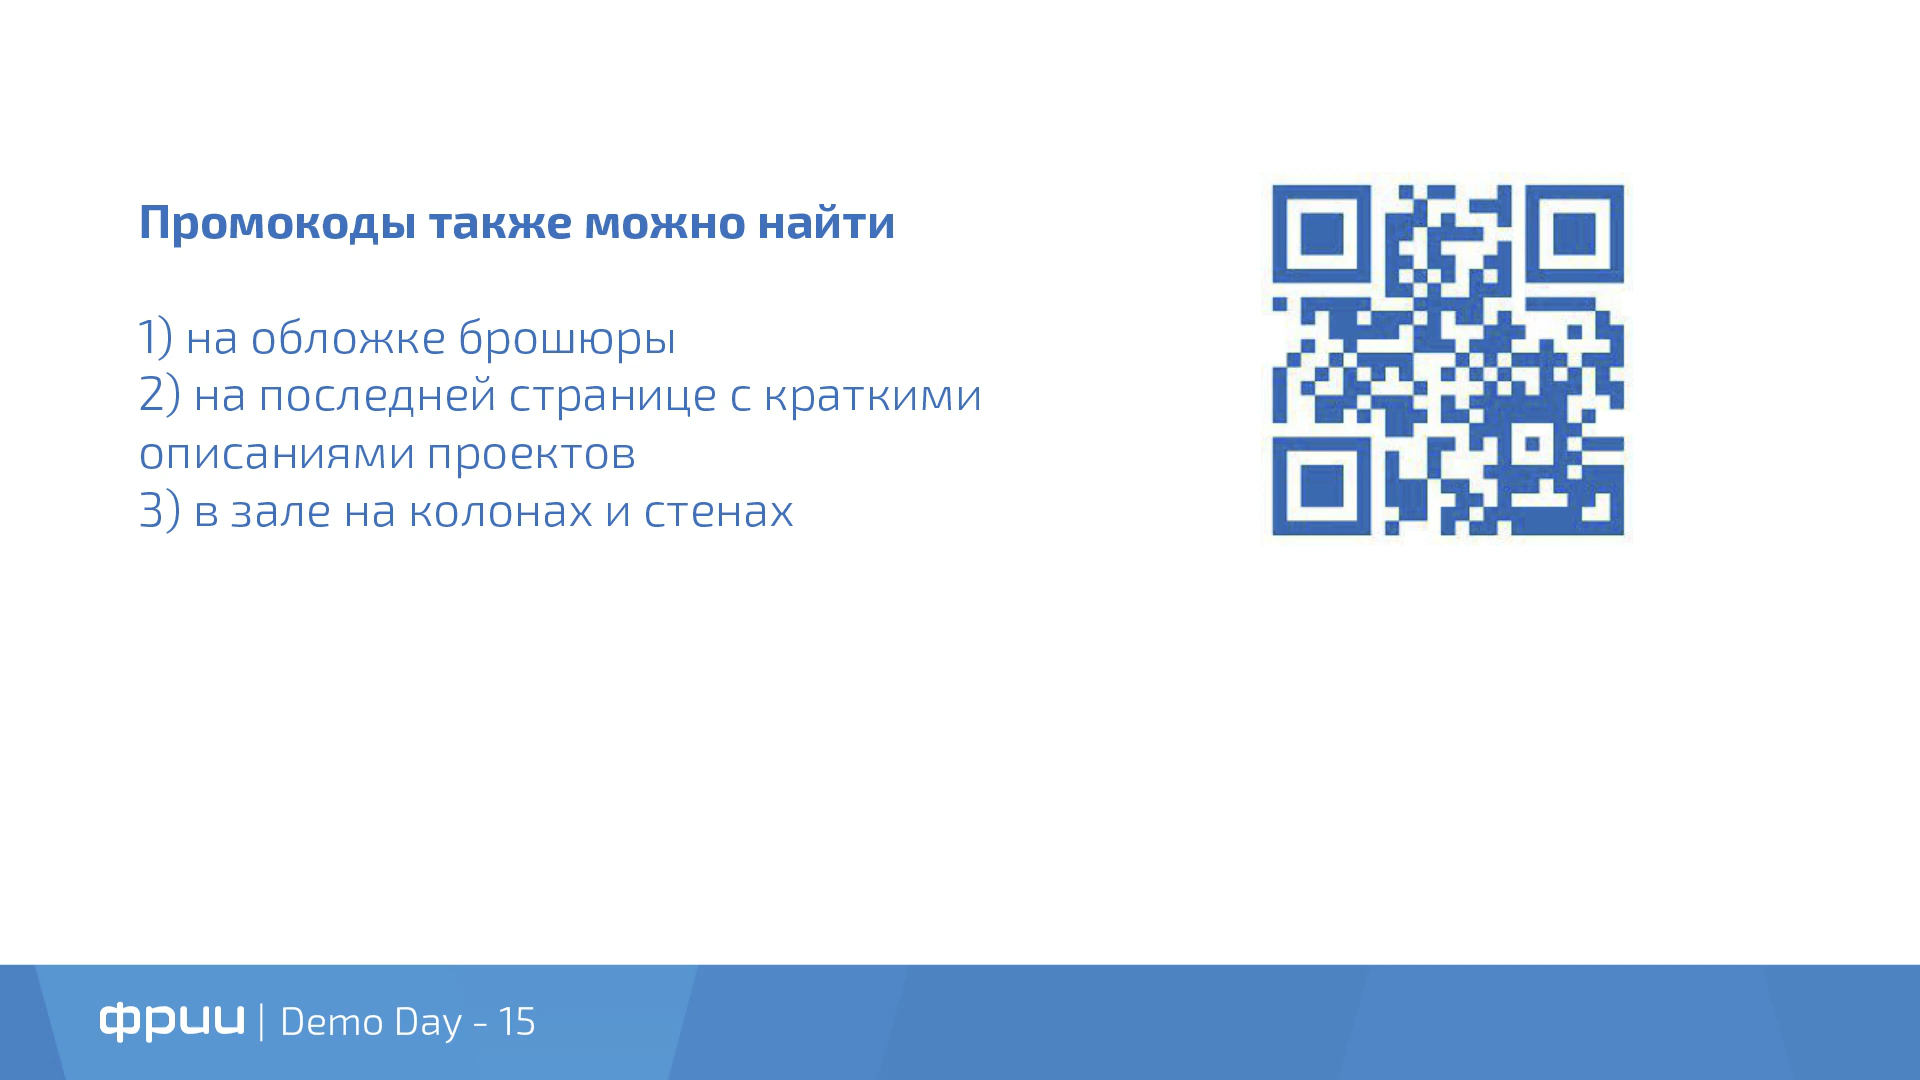 Промокоды также можно найти
1) на обложке брошюры
2) на последней странице с краткими
описаниями проектов
3) в зале на колонах и стенах
фрии | Demo Day - 15